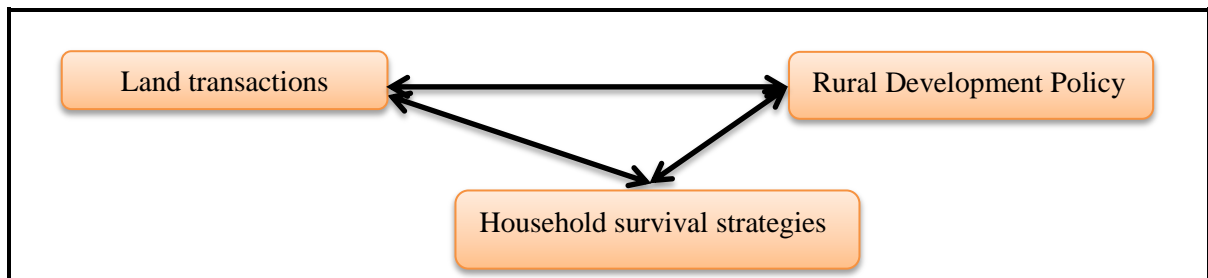 Land transactions
Rural Development Policy
Household survival strategies